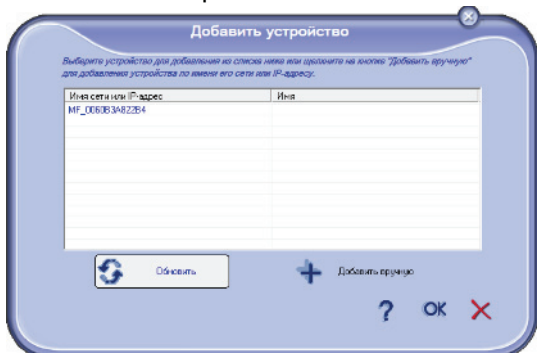 Добавить устройство
Выберите устройство для добавления из списка ниже или щелкните на кнопке "Добавить вручную"
для добавления устройства по имени его сети или IP-адресу.
Имя сети или IP-адрес Имя
MF_0060B3A822B4
Обновить Добавить вручную
? OK